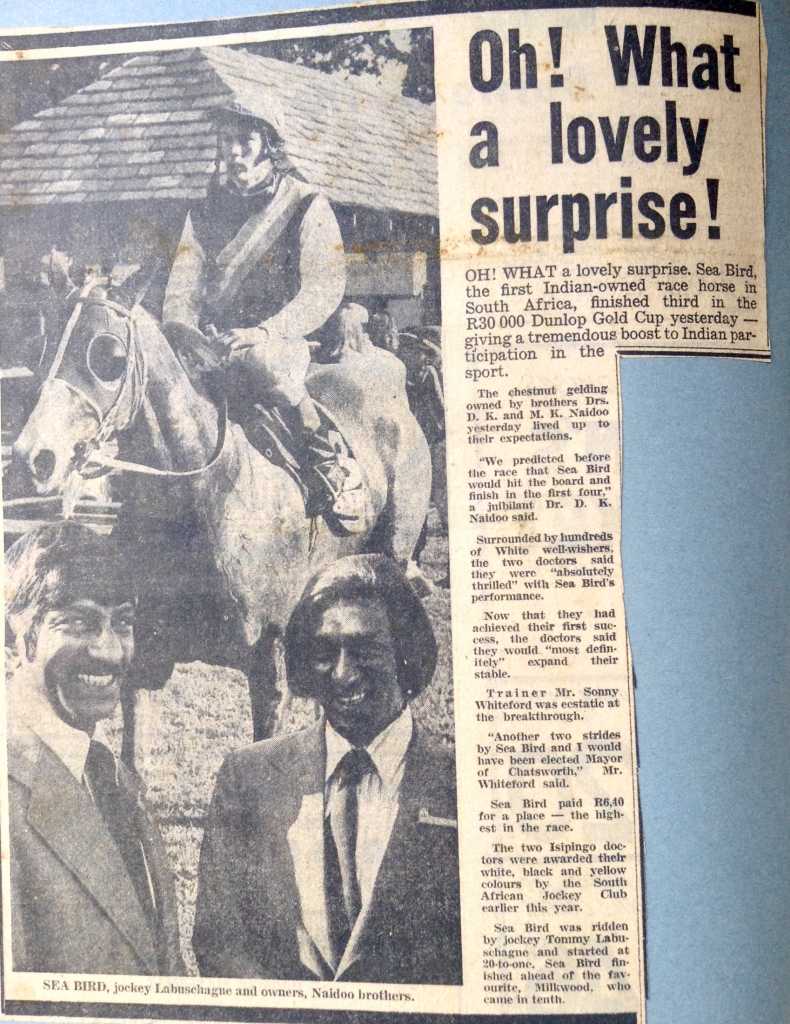 Oh! What
a lovely
surprise!
OH! WHAT a lovely surprise. Sea Bird,
the first Indian-owned race horse in
South Africa, finished third in the
R30 000 Dunlop Gold Cup yesterday —
giving a tremendous boost to Indian par-
ticipation in the
sport.
The chestnut gelding
owned by brothers Drs.
D. K. and M. K. Naidoo
yesterday lived up to
their expectations.
"We predicted before
the race that Sea Bird
would hit the board and
finish in the first four,"
a jubilant Dr. D. K.
Naidoo said.
Surrounded by hundreds
of White well-wishers,
the two doctors said
they were "absolutely
thrilled" with Sea Bird's
performance.
Now that they had
achieved their first suc-
cess, the doctors said
they would "most defin-
itely" expand their
stable.
Trainer Mr. Sonny
Whiteford was ecstatic at
the breakthrough.
"Another two strides
by Sea Bird and I would
have been elected Mayor
of Chatsworth," Mr.
Whiteford said.
Sea Bird paid R6,40
for a place — the high-
est in the race.
The two Isipingo doc-
tors were awarded their
white, black and yellow
colours by the South
African Jockey Club
earlier this year.
Sea Bird was ridden
by jockey Tommy Labu-
schagne and started at
20-to-one. Sea Bird fin-
ished ahead of the fav-
ourite, Milkwood, who
came in tenth.
SEA BIRD, jockey Labuschagne and owners, Naidoo brothers.